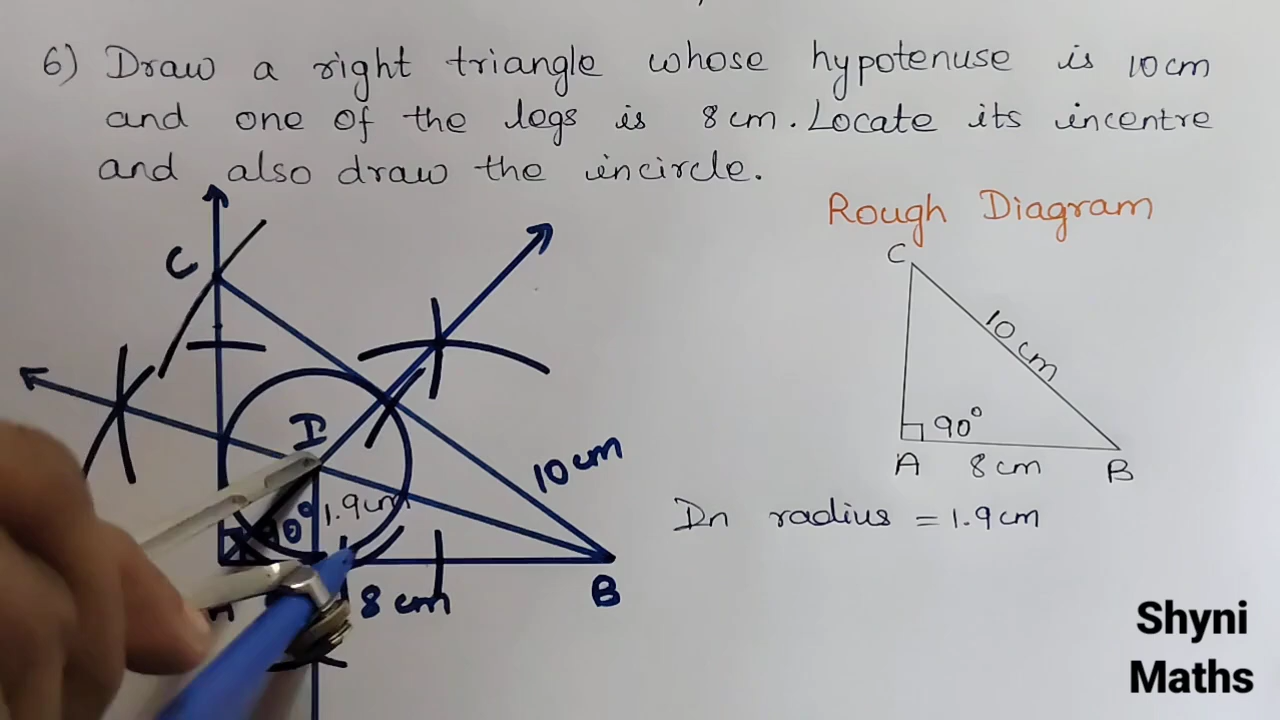 6) Draw a right triangle whose hypotenuse is 10cm
and one of the legs is 8cm. Locate its incentre
and also draw the incircle.
Rough Diagram
C
C
10cm
I
10cm
90°
1.9cm
90°
A 8cm B
In radius = 1.9cm
A 8cm B
Shyni
Maths